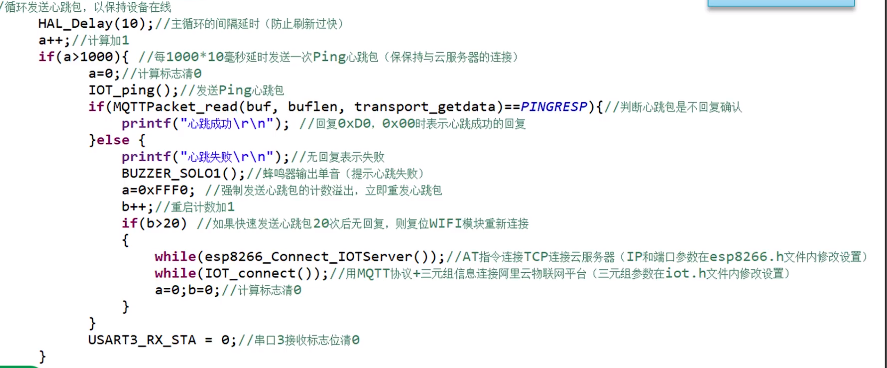 /循环发送心跳包，以保持设备在线
HAL_Delay(10);//主循环的间隔延时（防止刷新过快）
a++;//计算加1
if(a>1000){ //每1000*10毫秒延时发送一次Ping心跳包（保保持与云服务器的连接）
a=0;//计算标志清0
IOT_ping();//发送Ping心跳包
if(MQTTPacket_read(buf, buflen, transport_getdata)==PINGRESP){//判断心跳包是不回复确认
printf("心跳成功\r\n"); //回复0xD0，0x00时表示心跳成功的回复
}else {
printf("心跳失败\r\n");//无回复表示失败
BUZZER_SOLO1();//蜂鸣器输出单音（提示心跳失败）
a=0xFFF0; //强制发送心跳包的计数溢出，立即重发心跳包
b++;//重启计数加1
if(b>20) //如果快速发送心跳包20次后无回复，则复位WIFI模块重新连接
{
while(esp8266_Connect_IOTServer());//AT指令连接TCP连接云服务器（IP和端口参数在esp8266.h文件内修改设置）
while(IOT_connect());//用MQTT协议+三元组信息连接阿里云物联网平台（三元组参数在iot.h文件内修改设置）
a=0;b=0;//计算标志清0
}
}
USART3_RX_STA = 0;//串口3接收标志位清0
}